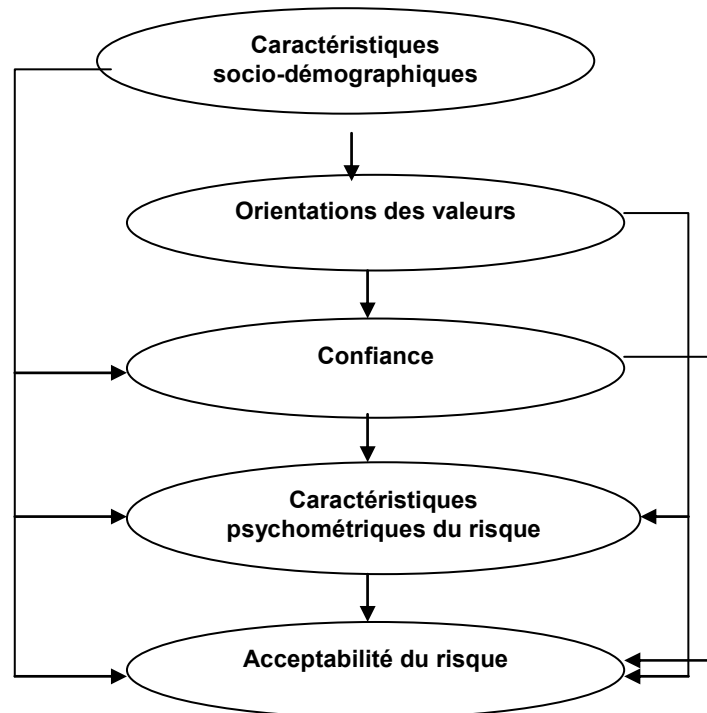 Caractéristiques
socio-démographiques
Orientations des valeurs
Confiance
Caractéristiques
psychométriques du risque
Acceptabilité du risque